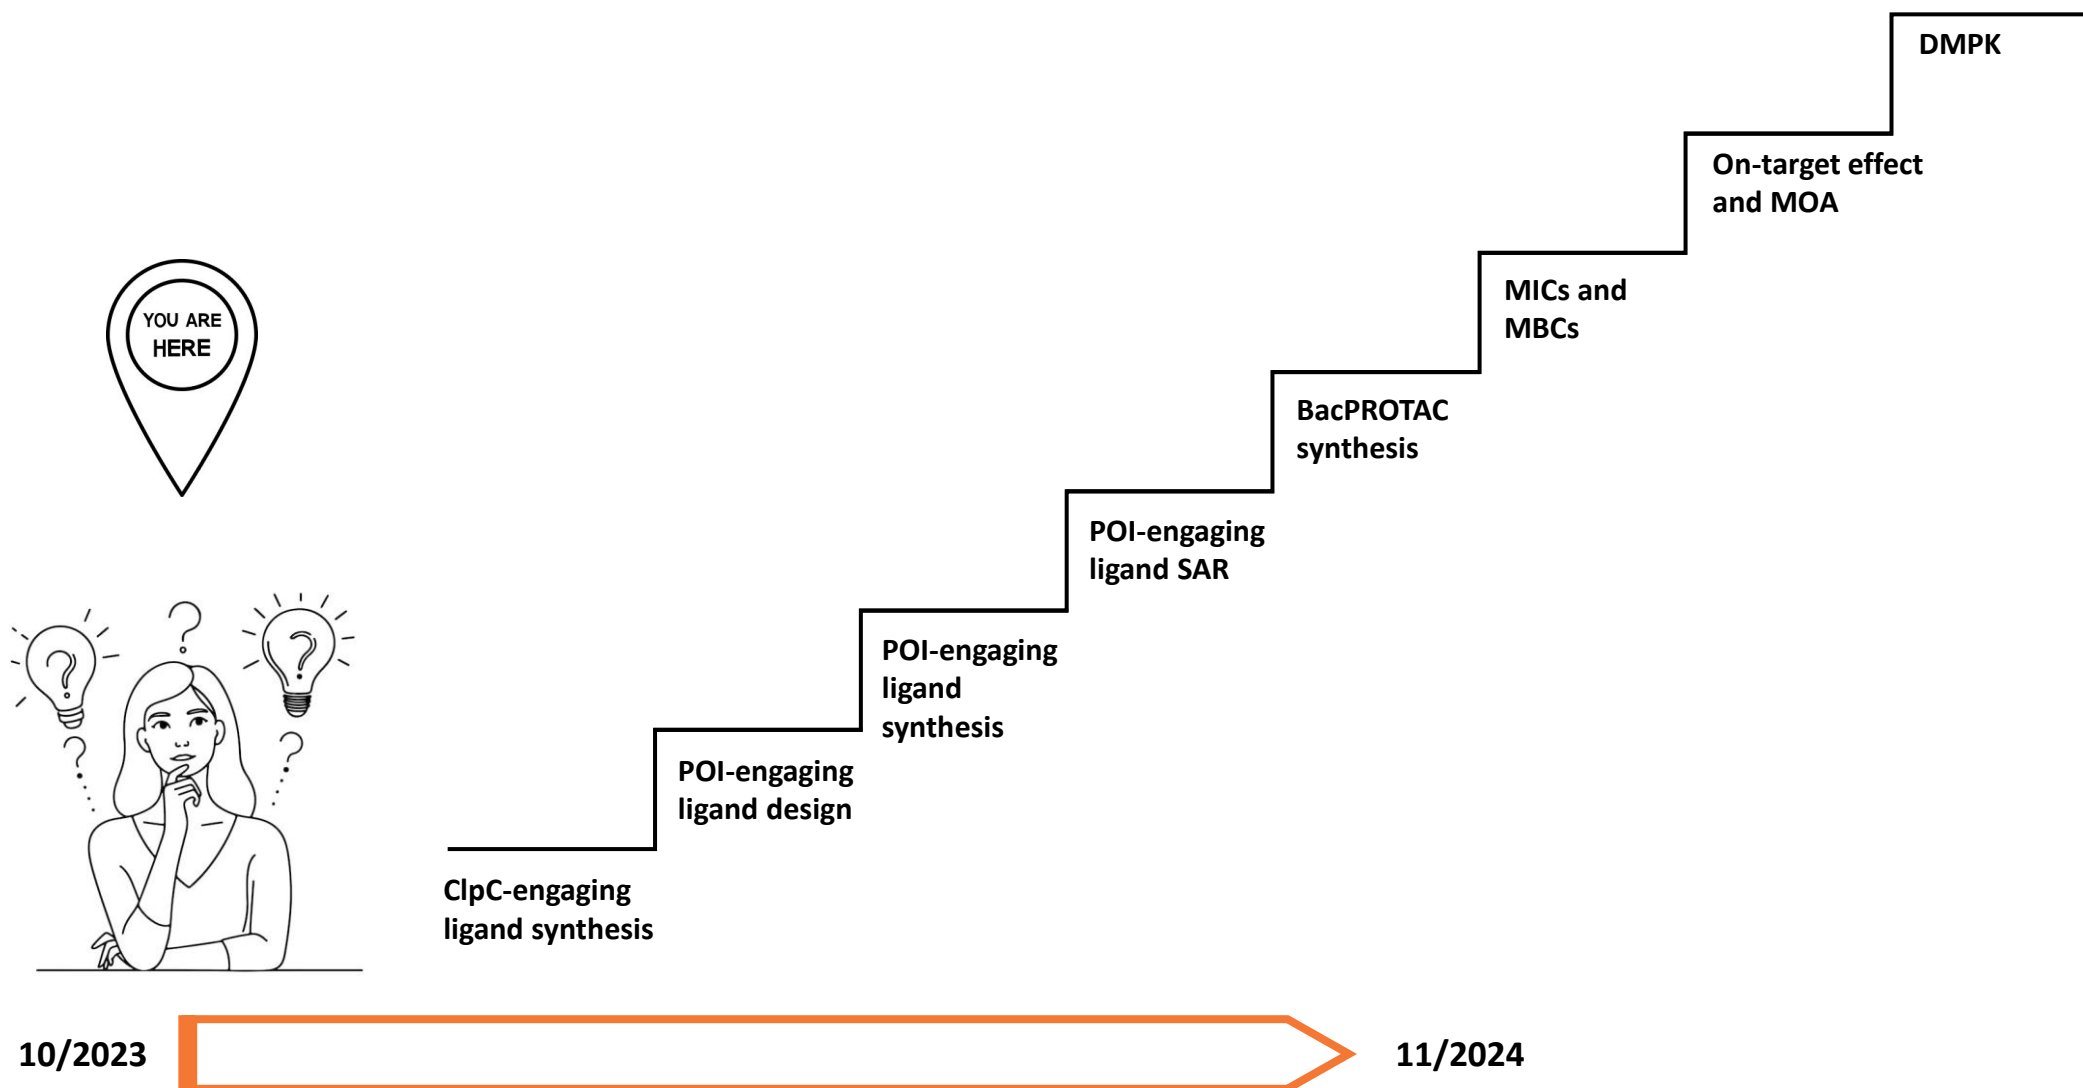 DMPK
On-target effect
and MOA
MICs and
MBCs
YOU ARE
HERE
BacPROTAC
synthesis
POI-engaging
ligand SAR
POI-engaging
ligand
synthesis
POI-engaging
ligand design
ClpC-engaging
ligand synthesis
10/2023
11/2024